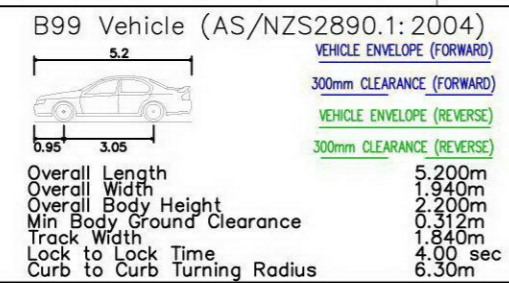 B99 Vehicle (AS/NZS2890.1:2004)
5.2
VEHICLE ENVELOPE (FORWARD)
300mm CLEARANCE (FORWARD)
VEHICLE ENVELOPE (REVERSE)
300mm CLEARANCE (REVERSE)
0.95 3.05
Overall Length 5.200m
Overall Width 1.940m
Overall Body Height 2.200m
Min Body Ground Clearance 0.312m
Track Width 1.840m
Lock to Lock Time 4.00 sec
Curb to Curb Turning Radius 6.30m